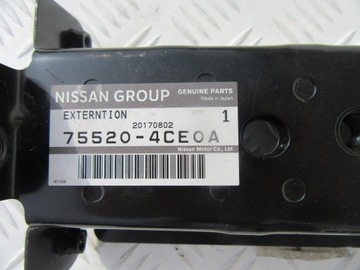 NISSAN GROUP
GENUINE PARTS
Made in Japan
EXTERNTION
20170802
1
75520-4CE0A
Nissan Motor Co., Ltd.